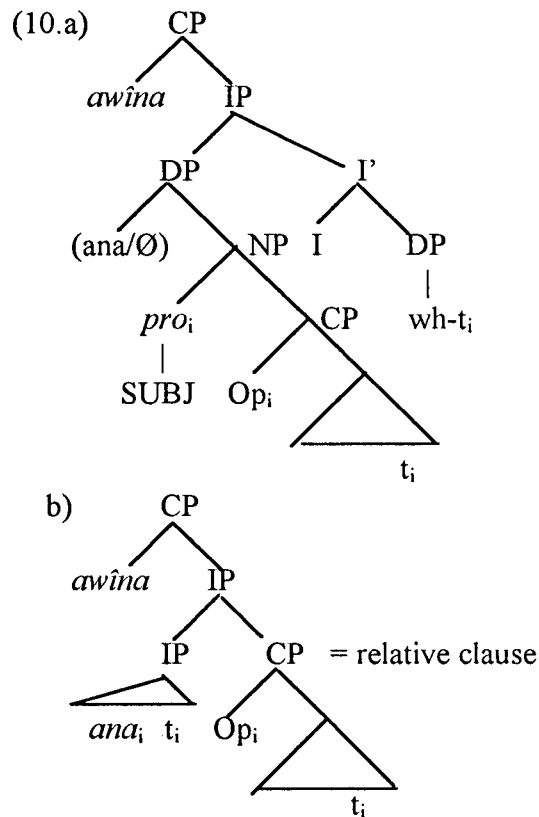 (10.a) CP
awîna IP
DP I'
(ana/Ø) NP I DP
proᵢ CP wh-tᵢ
SUBJ Opᵢ
tᵢ
b) CP
awîna IP
IP CP = relative clause
anaᵢ tᵢ Opᵢ
tᵢ